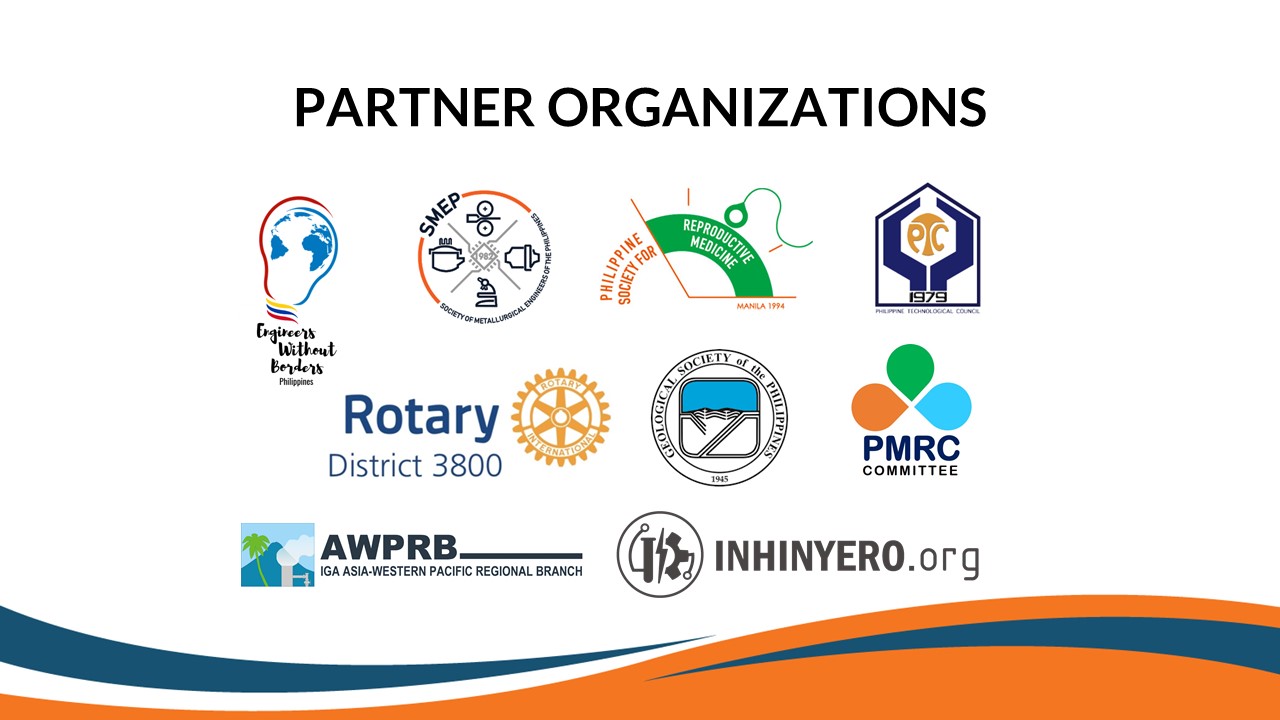 PARTNER ORGANIZATIONS
Engineers
Without
Borders
Philippines
SMEP
1982
SOCIETY OF METALLURGICAL ENGINEERS OF THE PHILIPPINES
PHILIPPINE
SOCIETY FOR
REPRODUCTIVE
MEDICINE
MANILA 1994
PTC
1979
PHILIPPINE TECHNOLOGICAL COUNCIL
Rotary
District 3800
ROTARY
INTERNATIONAL
GEOLOGICAL SOCIETY of the PHILIPPINES
1945
PMRC
COMMITTEE
AWPRB
IGA ASIA-WESTERN PACIFIC REGIONAL BRANCH
INHINYERO.org